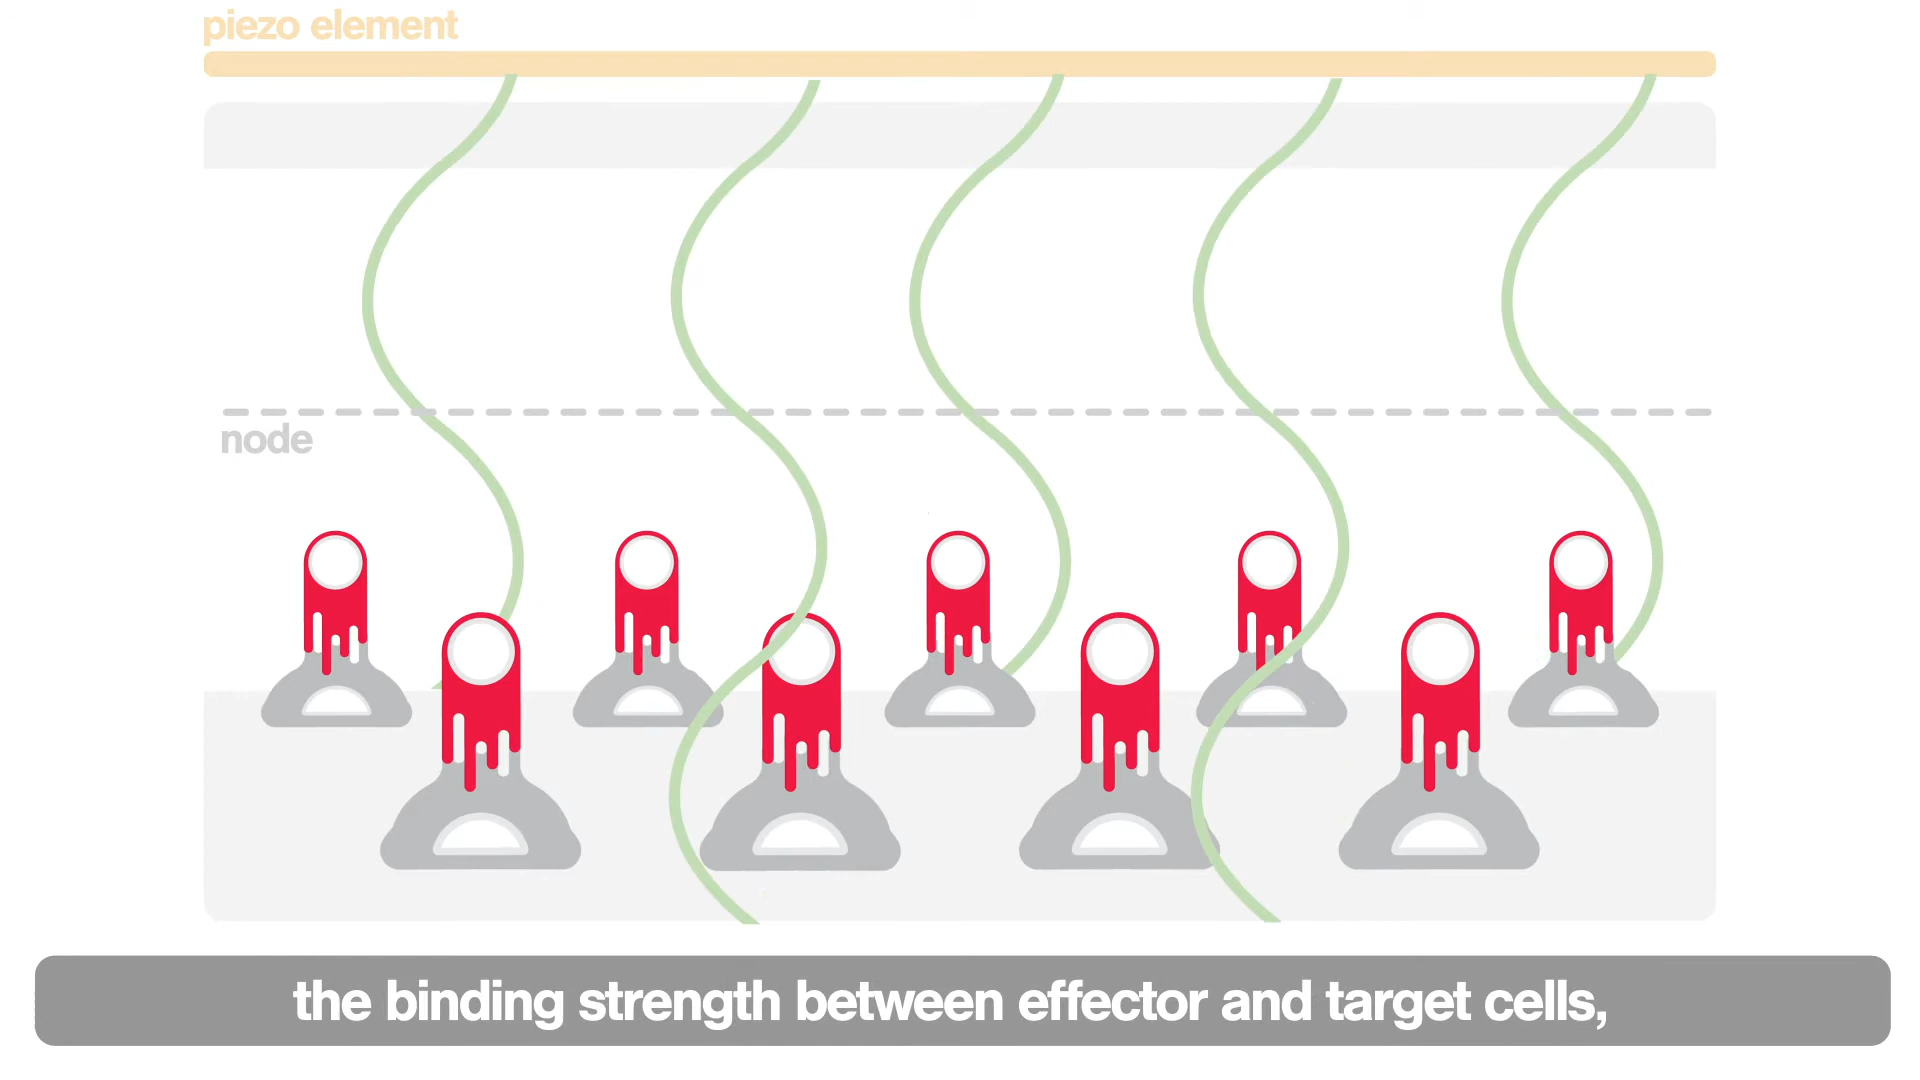 piezo element
node
the binding strength between effector and target cells,